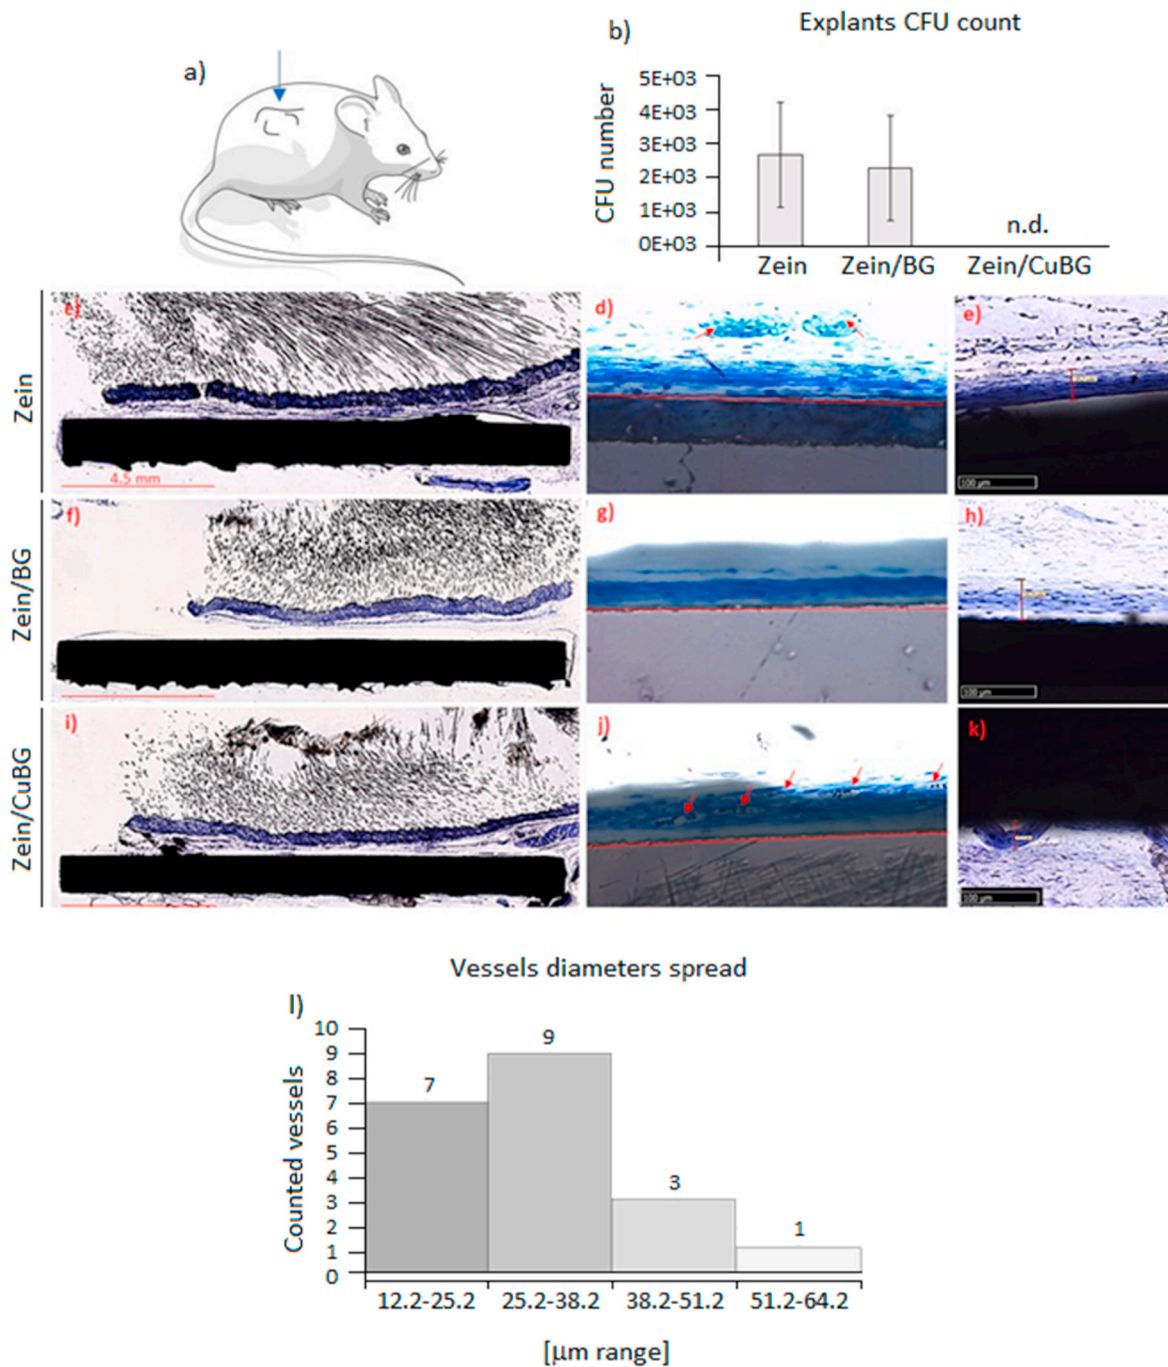 Explants CFU count
a)
b)
CFU number
5E+03
4E+03
3E+03
2E+03
1E+03
0E+03
n.d.
Zein
Zein/BG
Zein/CuBG
Zein
d)
e)
4.5 mm
100 µm
Zein/BG
f)
g)
h)
100 µm
Zein/CuBG
i)
j)
k)
100 µm
Vessels diameters spread
l)
Counted vessels
10
9
8
7
6
5
4
3
2
1
0
7
9
3
1
12.2-25.2
25.2-38.2
38.2-51.2
51.2-64.2
[µm range]